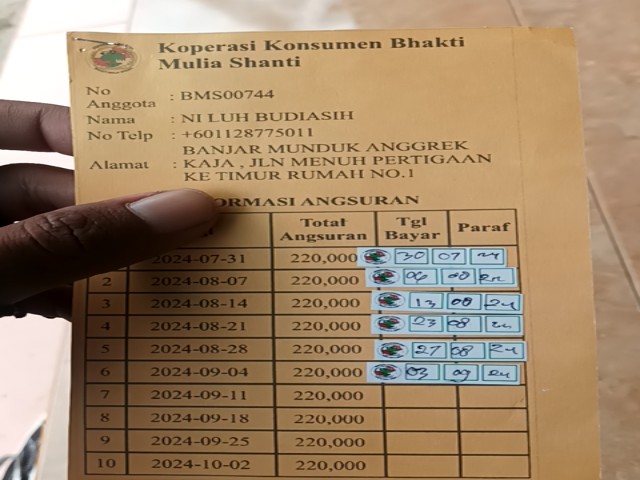 Koperasi Konsumen Bhakti
Mulia Shanti
No
Anggota : BMS00744
Nama : NI LUH BUDIASIH
No Telp : +601128775011
BANJAR MUNDUK ANGGREK
Alamat : KAJA , JLN MENUH PERTIGAAN
KE TIMUR RUMAH NO.1
ORMASI ANGSURAN
Total Angsuran Tgl Bayar Paraf
2024-07-31 220,000 30 07 24
2 2024-08-07 220,000 06 08 24
3 2024-08-14 220,000 13 08 24
4 2024-08-21 220,000 23 08 24
5 2024-08-28 220,000 27 08 24
6 2024-09-04 220,000 03 09 24
7 2024-09-11 220,000
8 2024-09-18 220,000
9 2024-09-25 220,000
10 2024-10-02 220,000